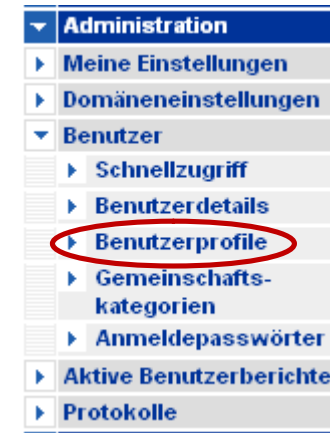 Administration
Meine Einstellungen
Domäneneinstellungen
Benutzer
Schnellzugriff
Benutzerdetails
Benutzerprofile
Gemeinschafts-
kategorien
Anmeldepasswörter
Aktive Benutzerberichte
Protokolle